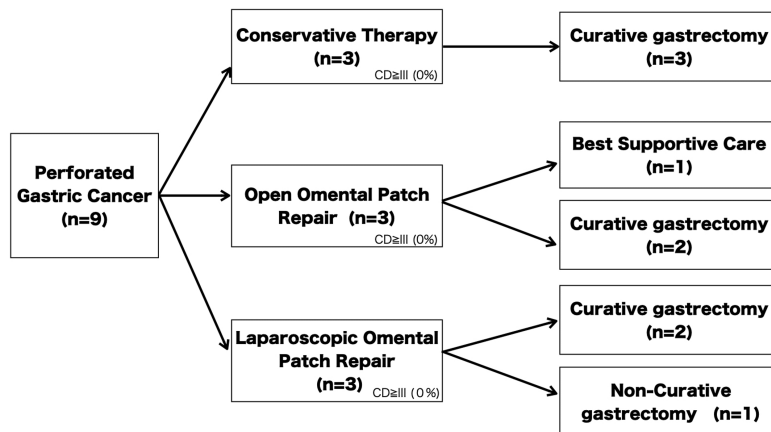 Perforated
Gastric Cancer
(n=9)
Conservative Therapy
(n=3)
CD≧III (0%)
Curative gastrectomy
(n=3)
Open Omental Patch
Repair (n=3)
CD≧III (0%)
Best Supportive Care
(n=1)
Curative gastrectomy
(n=2)
Laparoscopic Omental
Patch Repair
(n=3)
CD≧III (0%)
Curative gastrectomy
(n=2)
Non-Curative
gastrectomy (n=1)